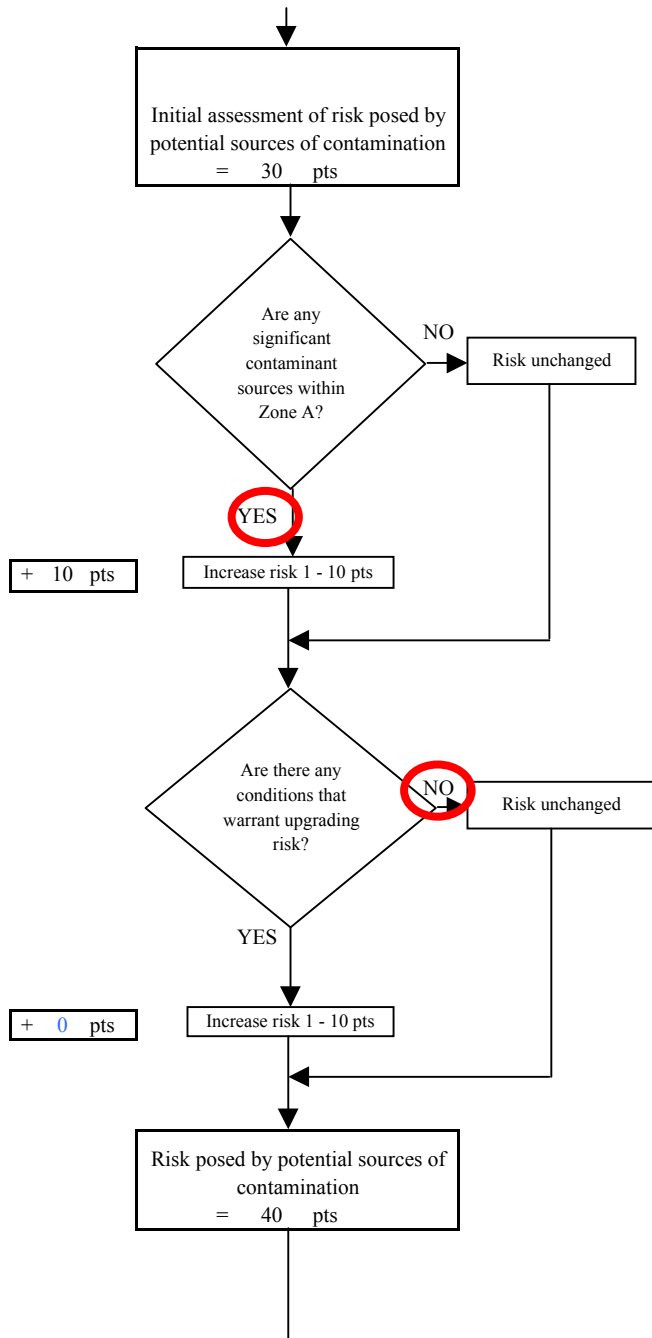 Initial assessment of risk posed by
potential sources of contamination
= 30 pts
Are any
significant
contaminant
sources within
Zone A?
NO
Risk unchanged
YES
+ 10 pts
Increase risk 1 - 10 pts
Are there any
conditions that
warrant upgrading
risk?
NO
Risk unchanged
YES
+ 0 pts
Increase risk 1 - 10 pts
Risk posed by potential sources of
contamination
= 40 pts